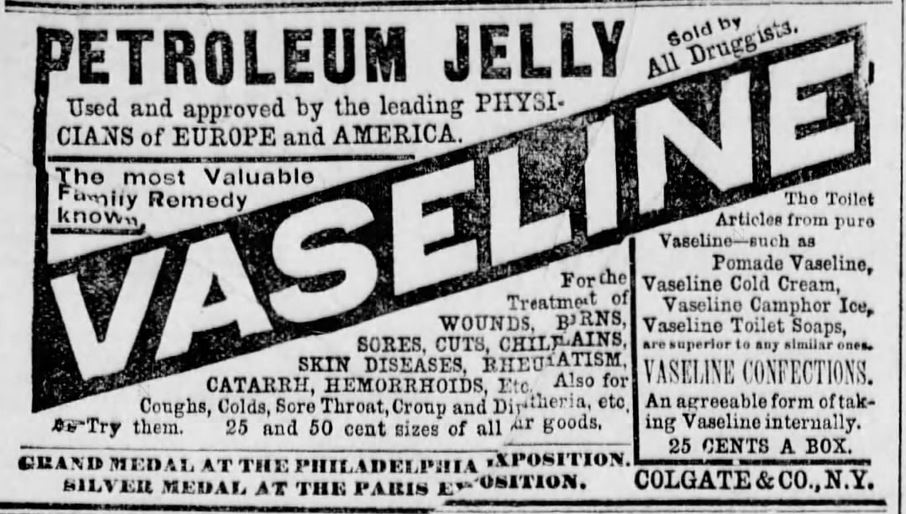 PETROLEUM JELLY
Sold by
All Druggists.
Used and approved by the leading PHYSI-
CIANS of EUROPE and AMERICA.
The most Valuable
Family Remedy
known.
VASELINE
For the
Treatment of
WOUNDS, BURNS,
SORES, CUTS, CHILBLAINS,
SKIN DISEASES, RHEUMATISM,
CATARRH, HEMORRHOIDS, Etc. Also for
Coughs, Colds, Sore Throat, Croup and Diphtheria, etc.
Try them. 25 and 50 cent sizes of all our goods.
The Toilet
Articles from pure
Vaseline—such as
Pomade Vaseline,
Vaseline Cold Cream,
Vaseline Camphor Ice,
Vaseline Toilet Soaps,
are superior to any similar ones.
VASELINE CONFECTIONS.
An agreeable form of tak-
ing Vaseline internally.
25 CENTS A BOX.
GRAND MEDAL AT THE PHILADELPHIA EXPOSITION.
SILVER MEDAL AT THE PARIS EXPOSITION.
COLGATE & CO., N.Y.